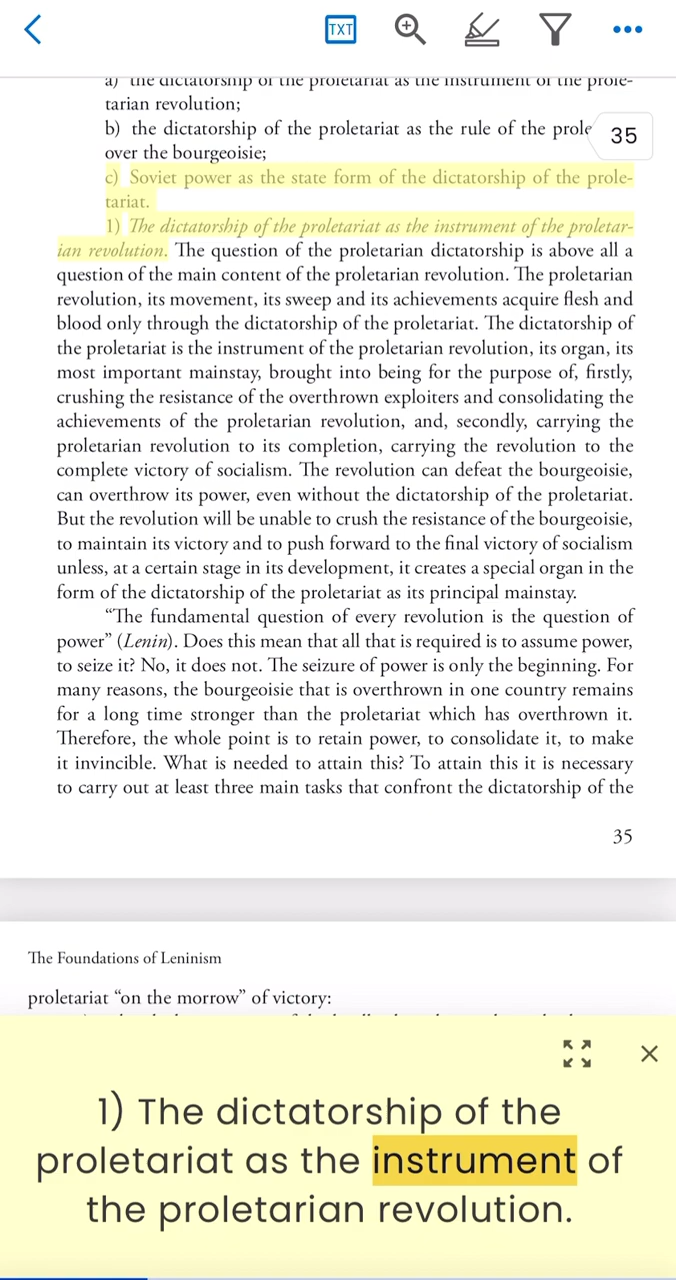 TXT
a) the dictatorship of the proletariat as the instrument of the prole-
tarian revolution;
b) the dictatorship of the proletariat as the rule of the prole
35
over the bourgeoisie;
c) Soviet power as the state form of the dictatorship of the prole-
tariat.
1) The dictatorship of the proletariat as the instrument of the proletar-
ian revolution. The question of the proletarian dictatorship is above all a
question of the main content of the proletarian revolution. The proletarian
revolution, its movement, its sweep and its achievements acquire flesh and
blood only through the dictatorship of the proletariat. The dictatorship of
the proletariat is the instrument of the proletarian revolution, its organ, its
most important mainstay, brought into being for the purpose of, firstly,
crushing the resistance of the overthrown exploiters and consolidating the
achievements of the proletarian revolution, and, secondly, carrying the
proletarian revolution to its completion, carrying the revolution to the
complete victory of socialism. The revolution can defeat the bourgeoisie,
can overthrow its power, even without the dictatorship of the proletariat.
But the revolution will be unable to crush the resistance of the bourgeoisie,
to maintain its victory and to push forward to the final victory of socialism
unless, at a certain stage in its development, it creates a special organ in the
form of the dictatorship of the proletariat as its principal mainstay.
“The fundamental question of every revolution is the question of
power” (Lenin). Does this mean that all that is required is to assume power,
to seize it? No, it does not. The seizure of power is only the beginning. For
many reasons, the bourgeoisie that is overthrown in one country remains
for a long time stronger than the proletariat which has overthrown it.
Therefore, the whole point is to retain power, to consolidate it, to make
it invincible. What is needed to attain this? To attain this it is necessary
to carry out at least three main tasks that confront the dictatorship of the
35
The Foundations of Leninism
proletariat “on the morrow” of victory:
1) The dictatorship of the
proletariat as the instrument of
the proletarian revolution.